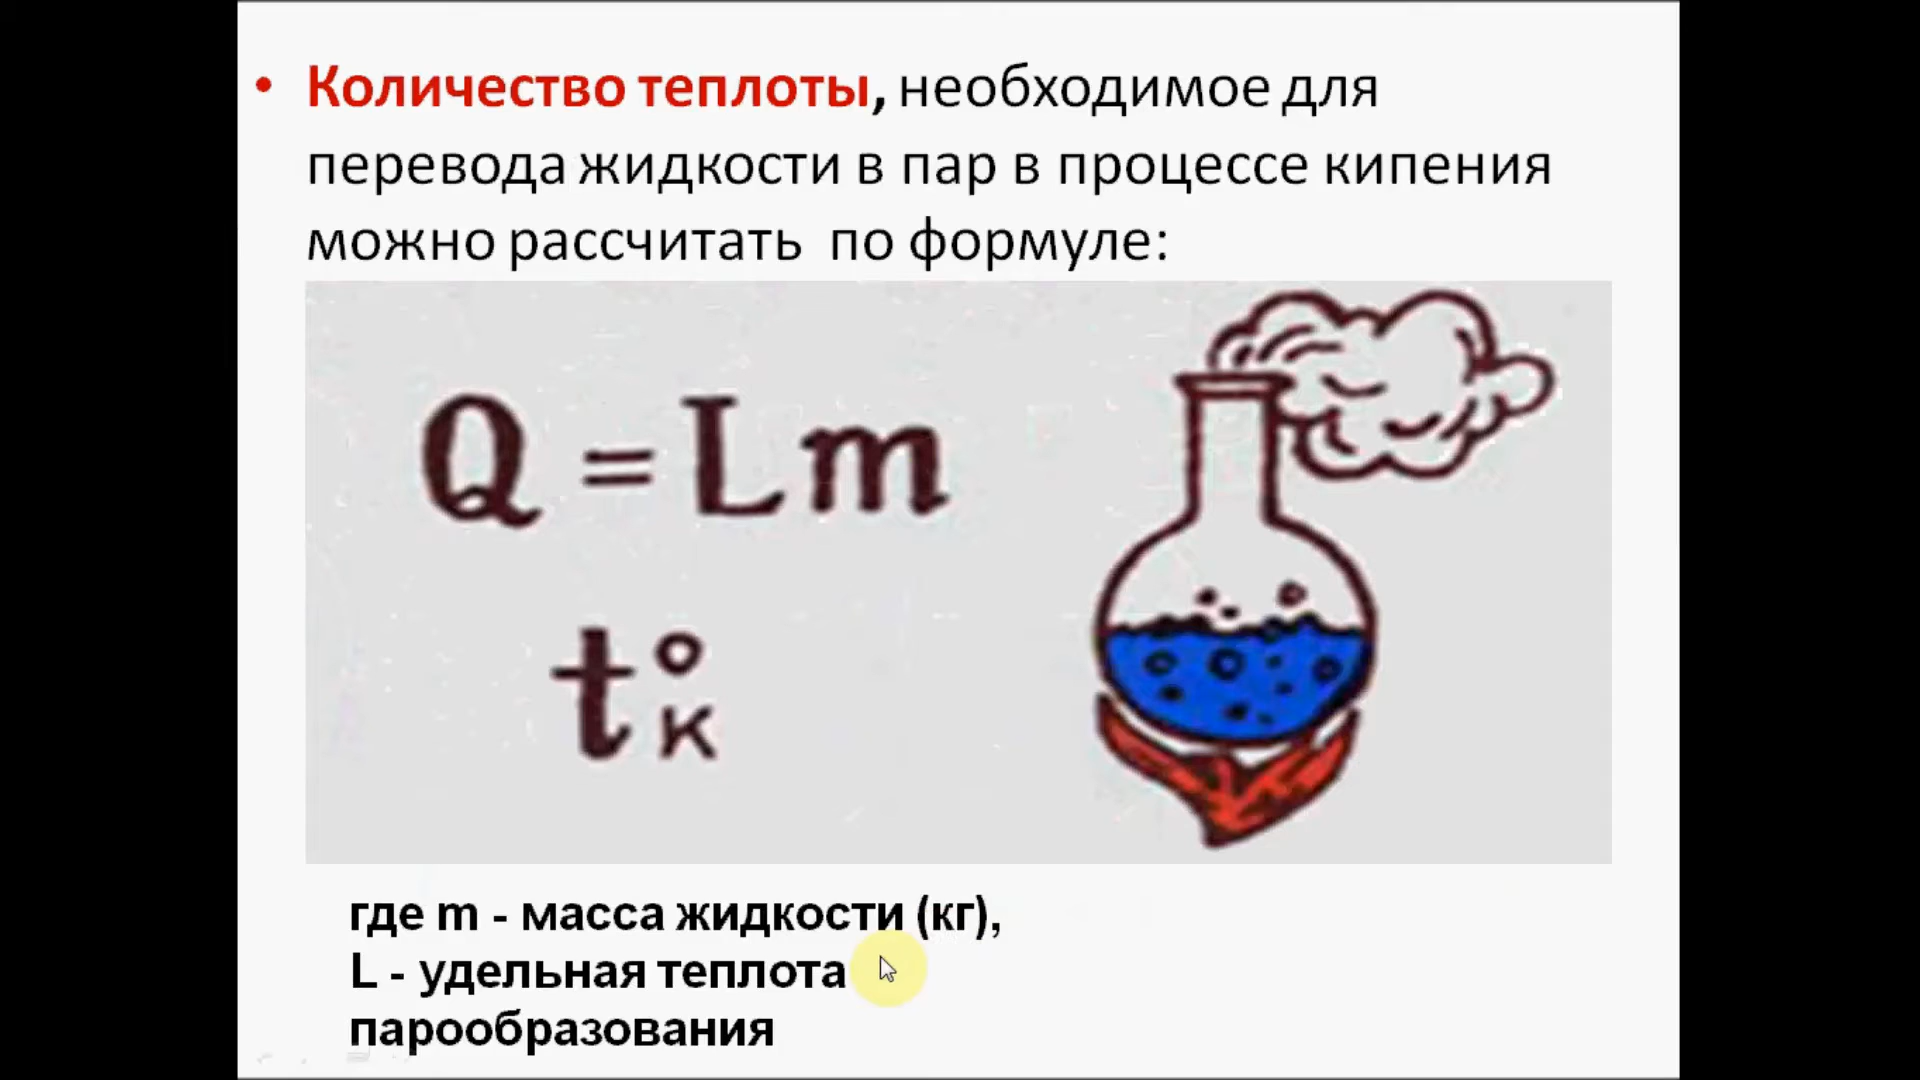 • Количество теплоты, необходимое для
перевода жидкости в пар в процессе кипения
можно рассчитать по формуле:
Q = Lm
t°к
где m - масса жидкости (кг),
L - удельная теплота
парообразования